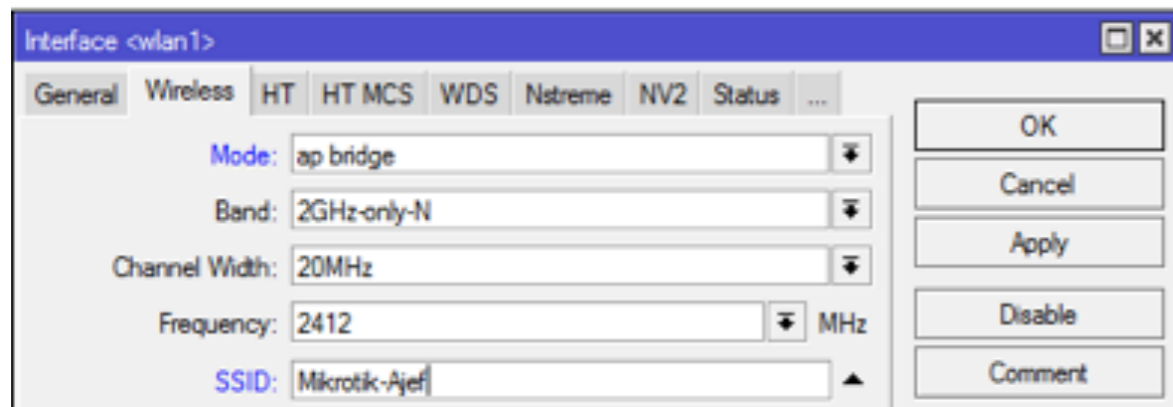 Interface <wlan1>
General Wireless HT HT MCS WDS Nstreme NV2 Status ...
Mode: ap bridge
Band: 2GHz-only-N
Channel Width: 20MHz
Frequency: 2412 MHz
SSID: Mikrotik-Ajef
OK
Cancel
Apply
Disable
Comment